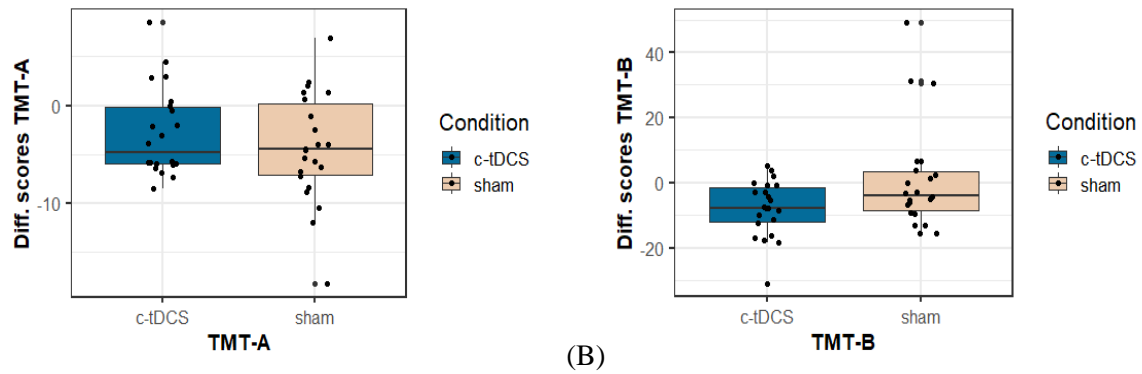 Diff. scores TMT-A
0
-10
c-tDCS
sham
TMT-A
Condition
c-tDCS
sham
(B)
Diff. scores TMT-B
40
20
0
-20
c-tDCS
sham
TMT-B
Condition
c-tDCS
sham